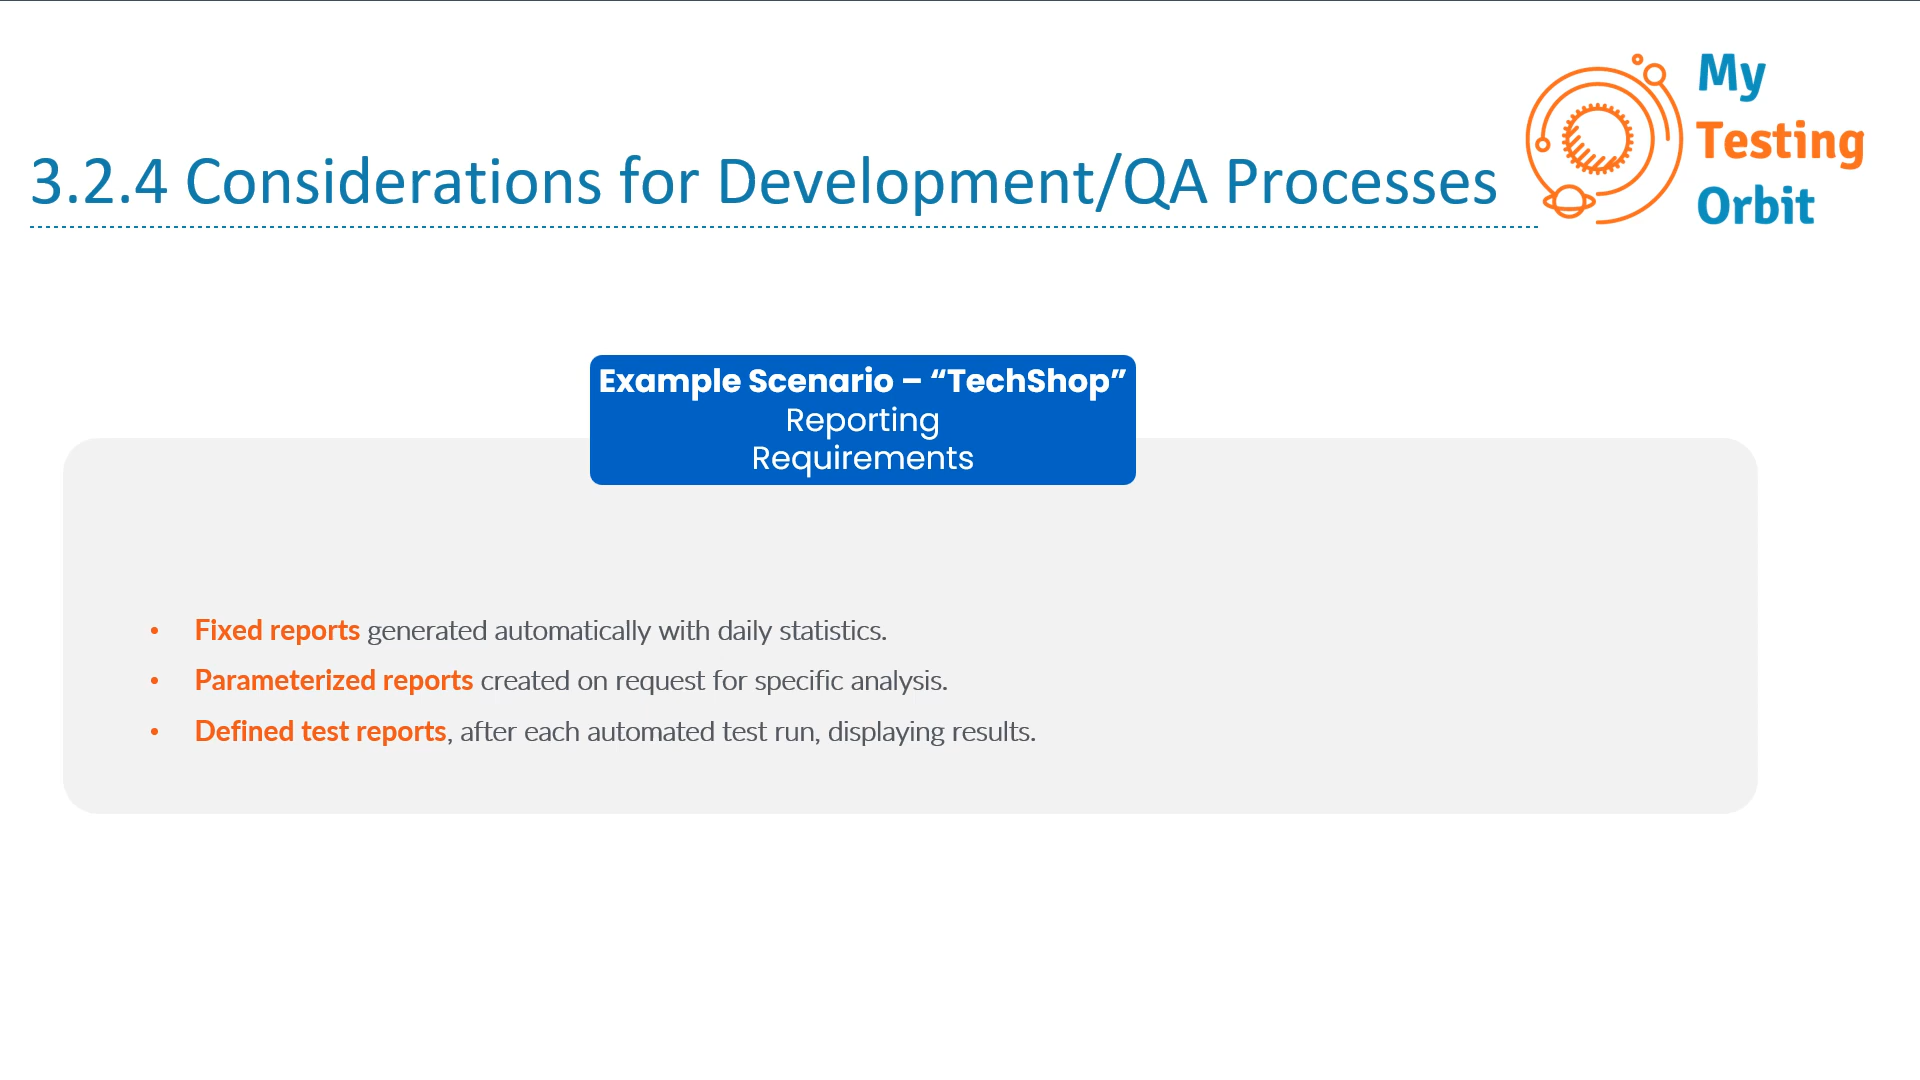 My
Testing
Orbit
3.2.4 Considerations for Development/QA Processes
Example Scenario – “TechShop”
Reporting
Requirements
• Fixed reports generated automatically with daily statistics.
• Parameterized reports created on request for specific analysis.
• Defined test reports, after each automated test run, displaying results.